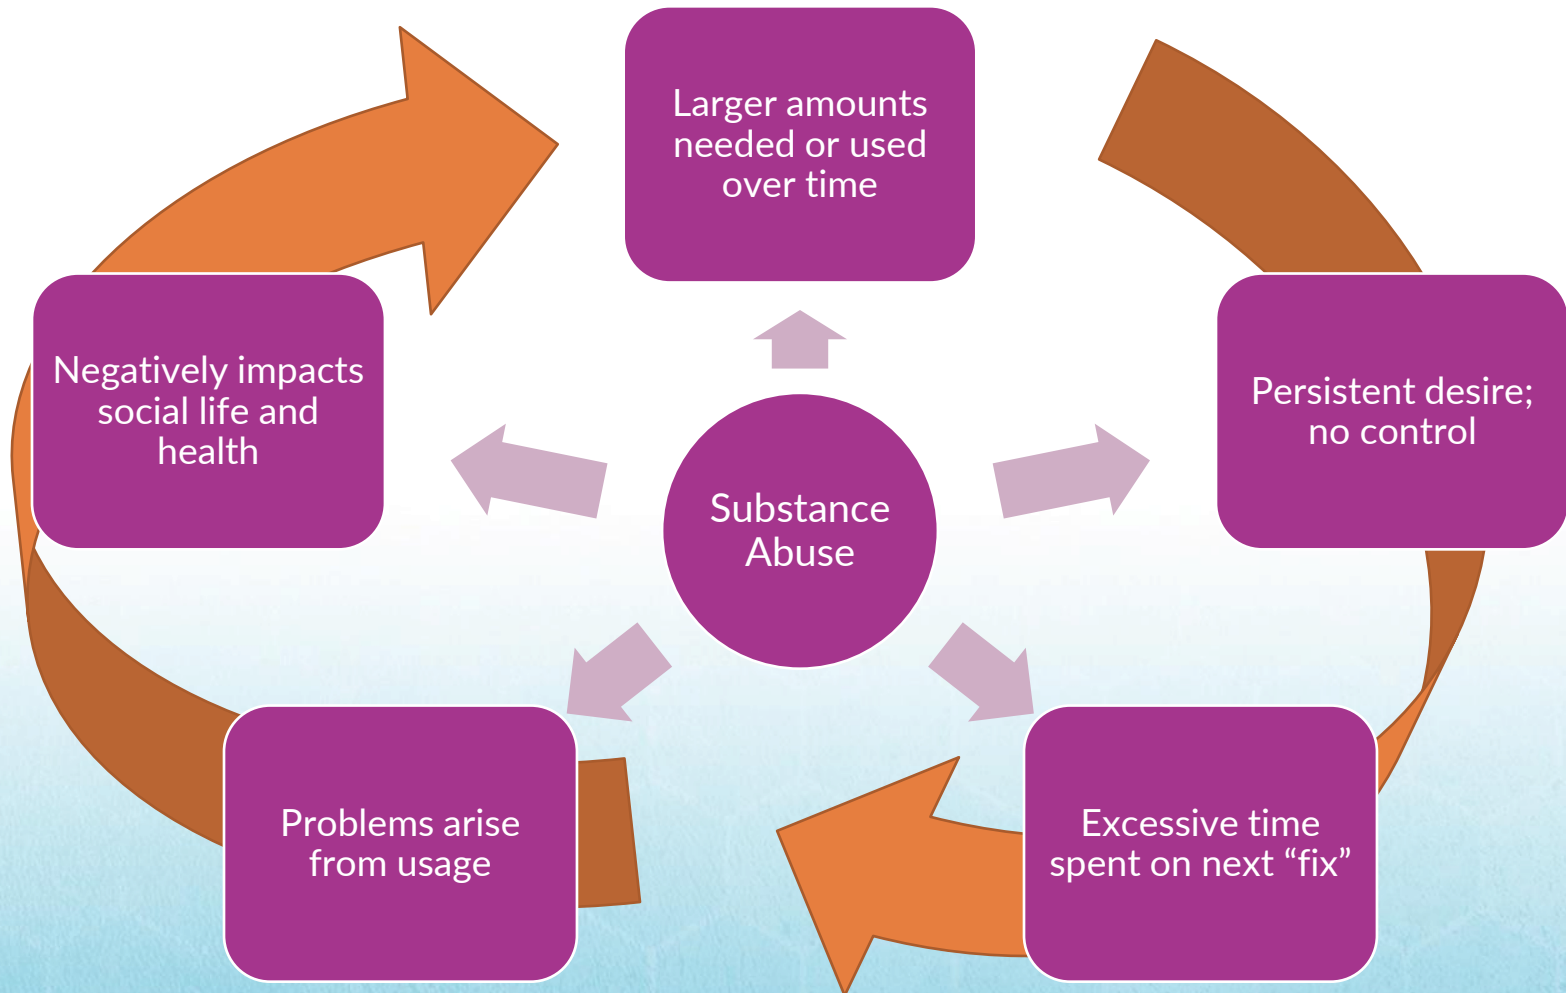 Larger amounts
needed or used
over time
Persistent desire;
no control
Excessive time
spent on next “fix”
Problems arise
from usage
Negatively impacts
social life and
health
Substance
Abuse